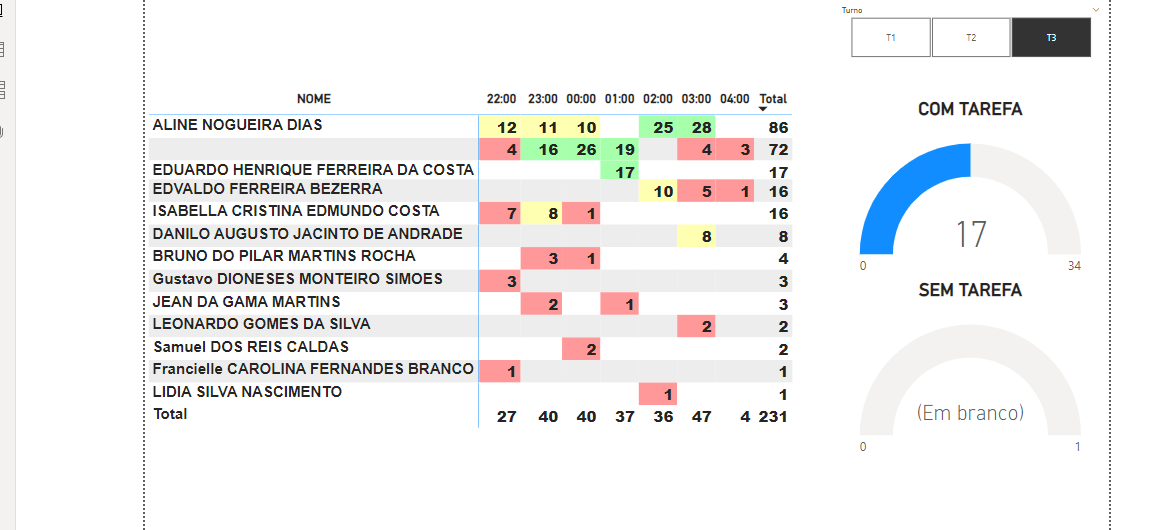 Turno
T1 T2 T3
NOME 22:00 23:00 00:00 01:00 02:00 03:00 04:00 Total
ALINE NOGUEIRA DIAS 12 11 10 25 28 86
4 16 26 19 4 3 72
EDUARDO HENRIQUE FERREIRA DA COSTA 17 17
EDVALDO FERREIRA BEZERRA 10 5 1 16
ISABELLA CRISTINA EDMUNDO COSTA 7 8 1 16
DANILO AUGUSTO JACINTO DE ANDRADE 8 8
BRUNO DO PILAR MARTINS ROCHA 3 1 4
Gustavo DIONESES MONTEIRO SIMOES 3 3
JEAN DA GAMA MARTINS 2 1 3
LEONARDO GOMES DA SILVA 2 2
Samuel DOS REIS CALDAS 2 2
Francielle CAROLINA FERNANDES BRANCO 1 1
LIDIA SILVA NASCIMENTO 1 1
Total 27 40 40 37 36 47 4 231
COM TAREFA
17
0 34
SEM TAREFA
(Em branco)
0 1